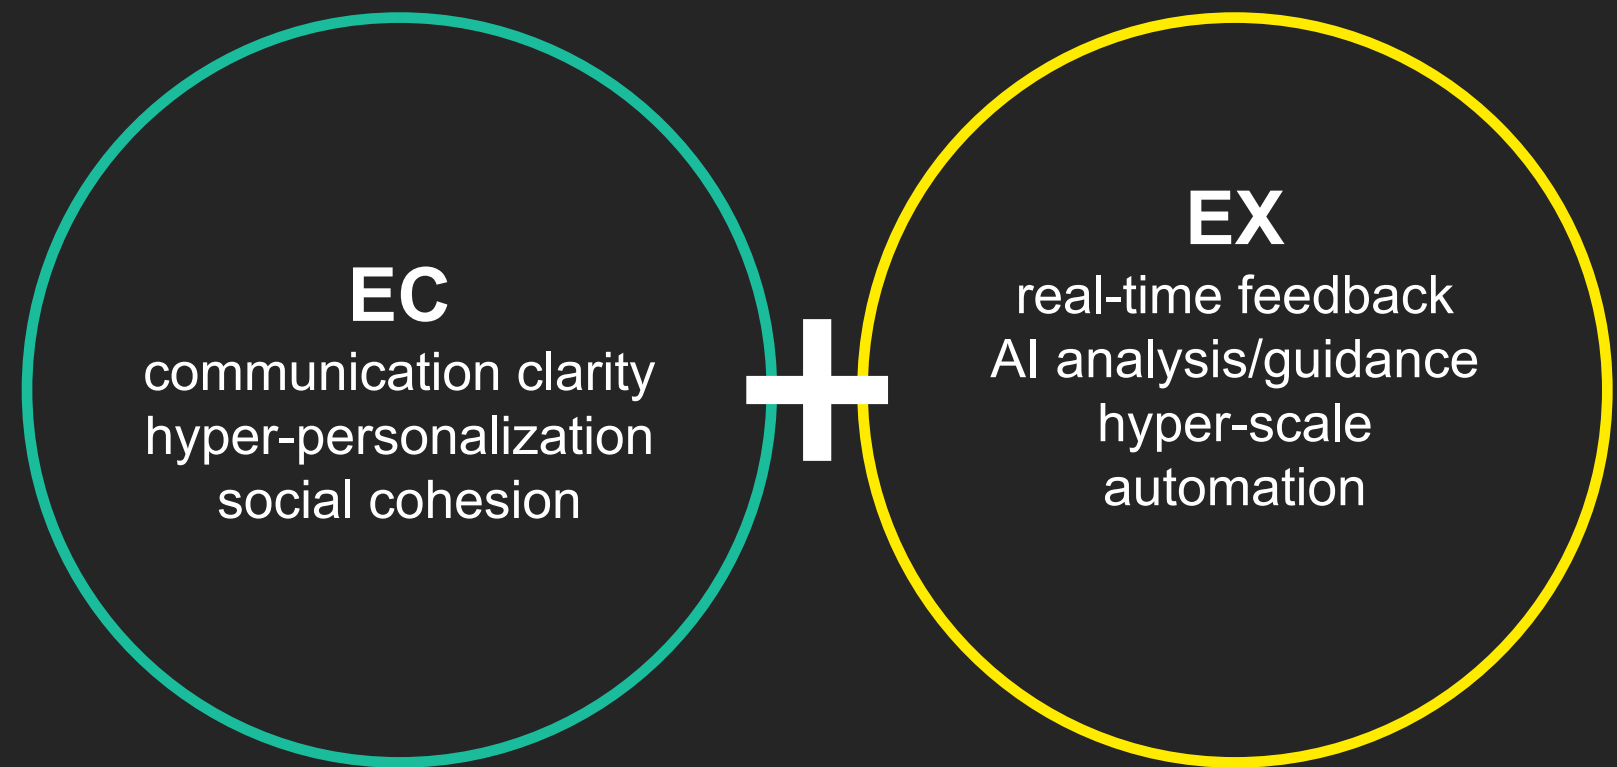 EC
communication clarity
hyper-personalization
social cohesion
+
EX
real-time feedback
AI analysis/guidance
hyper-scale
automation